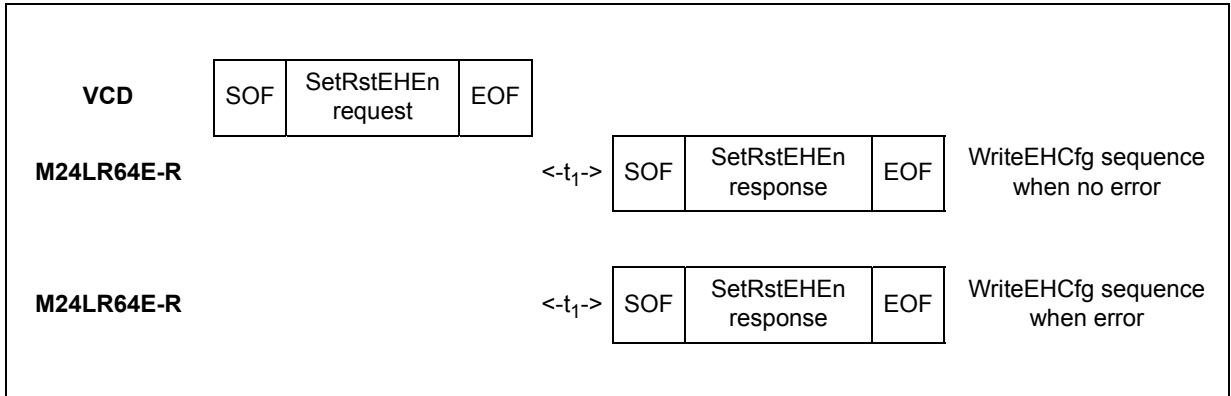 VCD
SOF
SetRstEHEn
request
EOF
M24LR64E-R
<-t1->
SOF
SetRstEHEn
response
EOF
WriteEHCfg sequence
when no error
M24LR64E-R
<-t1->
SOF
SetRstEHEn
response
EOF
WriteEHCfg sequence
when error